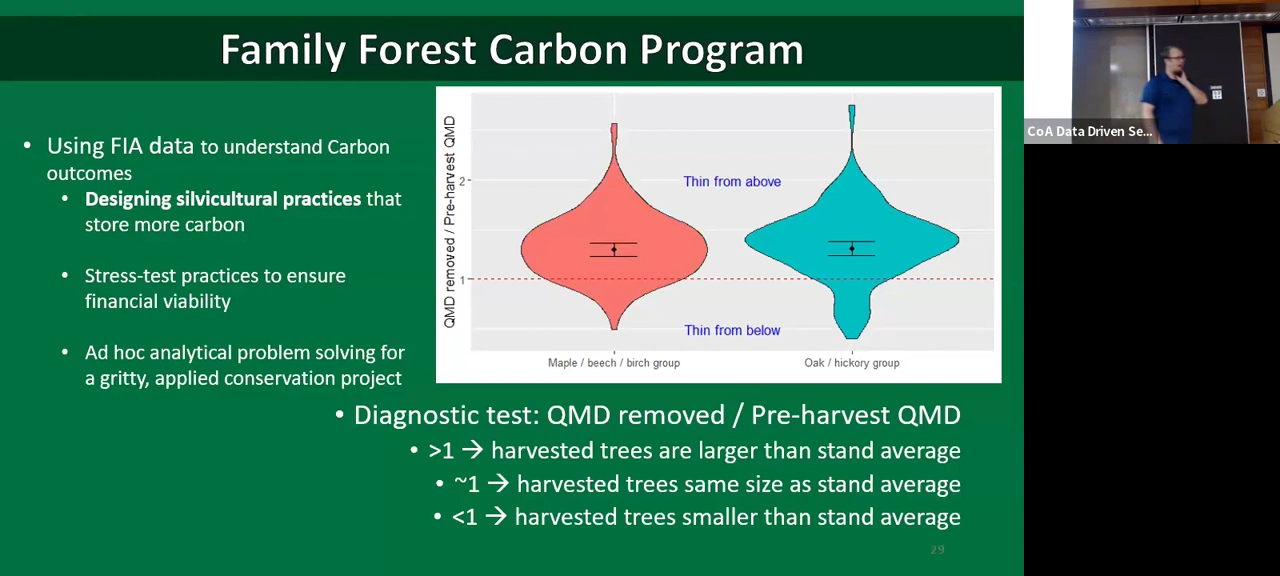 Family Forest Carbon Program
• Using FIA data to understand Carbon
outcomes
• Designing silvicultural practices that
store more carbon
• Stress-test practices to ensure
financial viability
• Ad hoc analytical problem solving for
a gritty, applied conservation project
QMD removed / Pre-harvest QMD
2
1
Thin from above
Thin from below
Maple / beech / birch group
Oak / hickory group
• Diagnostic test: QMD removed / Pre-harvest QMD
• >1 → harvested trees are larger than stand average
• ~1 → harvested trees same size as stand average
• <1 → harvested trees smaller than stand average
29
CoA Data Driven Se...